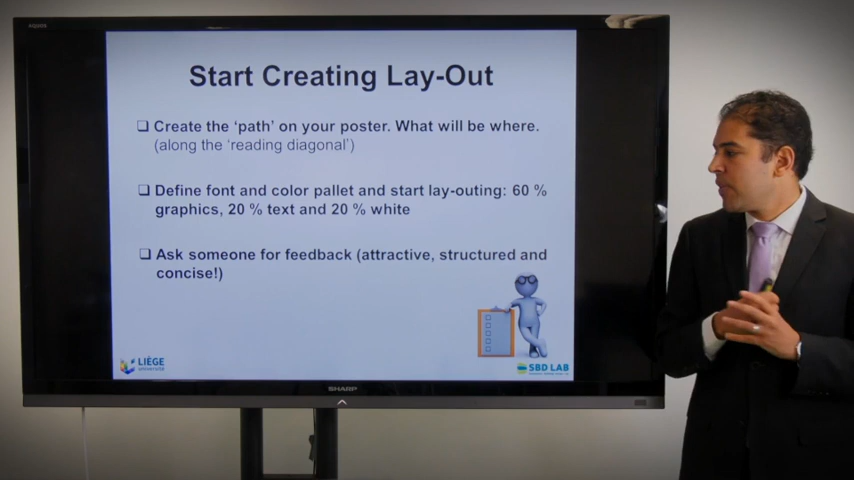 Start Creating Lay-Out
❑ Create the 'path' on your poster. What will be where.
(along the 'reading diagonal')
❑ Define font and color pallet and start lay-outing: 60 %
graphics, 20 % text and 20 % white
❑ Ask someone for feedback (attractive, structured and
concise!)
LIÈGE
université
SBD LAB
SHARP